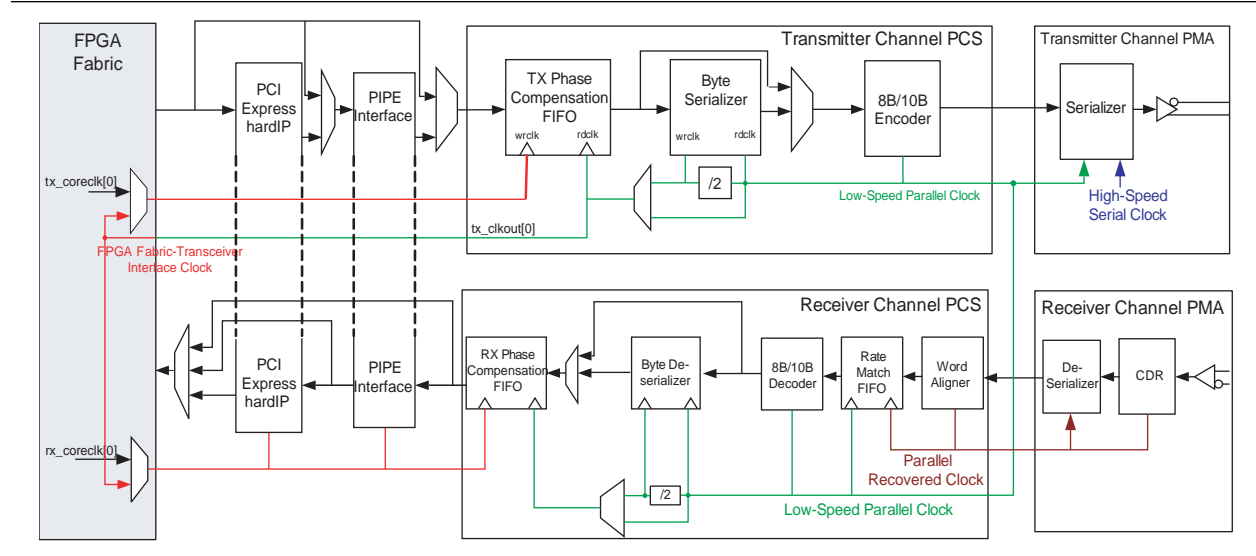 FPGA
Fabric
Transmitter Channel PCS
Transmitter Channel PMA
PCI
Express
hardIP
PIPE
Interface
TX Phase
Compensation
FIFO
wrclk
rdclk
Byte
Serializer
wrclk
rdclk
/2
8B/10B
Encoder
Serializer
tx_coreclk[0]
Low-Speed Parallel Clock
High-Speed
Serial Clock
tx_clkout[0]
FPGA Fabric-Transceiver
Interface Clock
Receiver Channel PCS
Receiver Channel PMA
PCI
Express
hardIP
PIPE
Interface
RX Phase
Compensation
FIFO
Byte De-
serializer
8B/10B
Decoder
Rate
Match
FIFO
Word
Aligner
De-
Serializer
CDR
rx_coreclk[0]
Parallel
Recovered Clock
/2
Low-Speed Parallel Clock